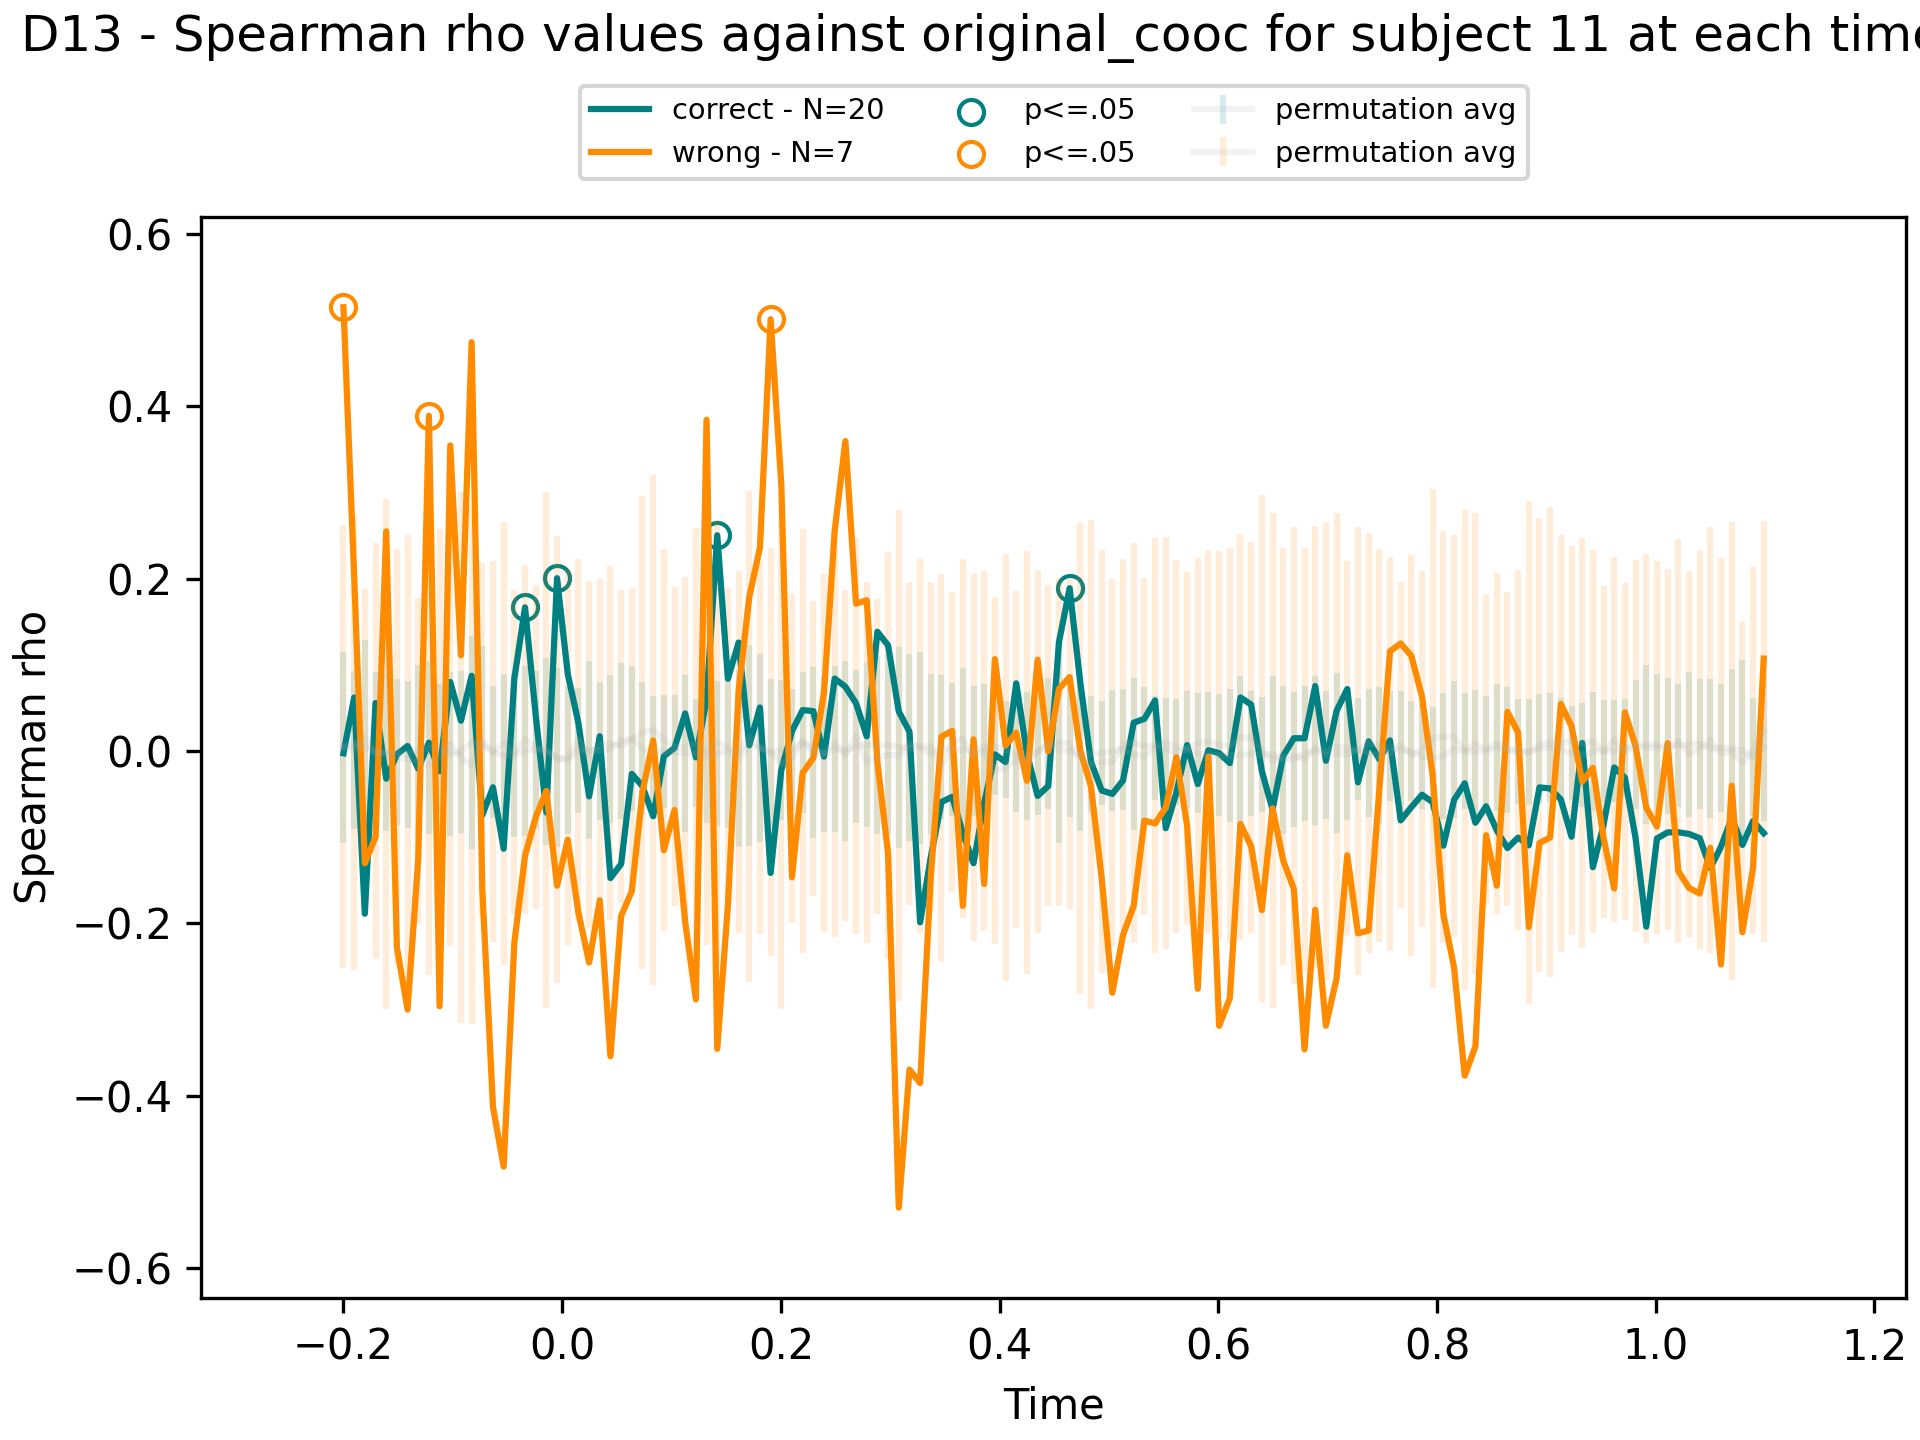 D13 - Spearman rho values against original_cooc for subject 11 at each time
correct - N=20
wrong - N=7
p<=.05
p<=.05
permutation avg
permutation avg
Spearman rho
0.6
0.4
0.2
0.0
−0.2
−0.4
−0.6
−0.2 0.0 0.2 0.4 0.6 0.8 1.0 1.2
Time